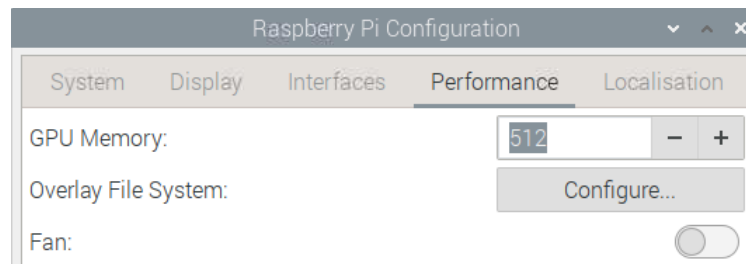 Raspberry Pi Configuration
System Display Interfaces Performance Localisation
GPU Memory: 512 − +
Overlay File System: Configure...
Fan: